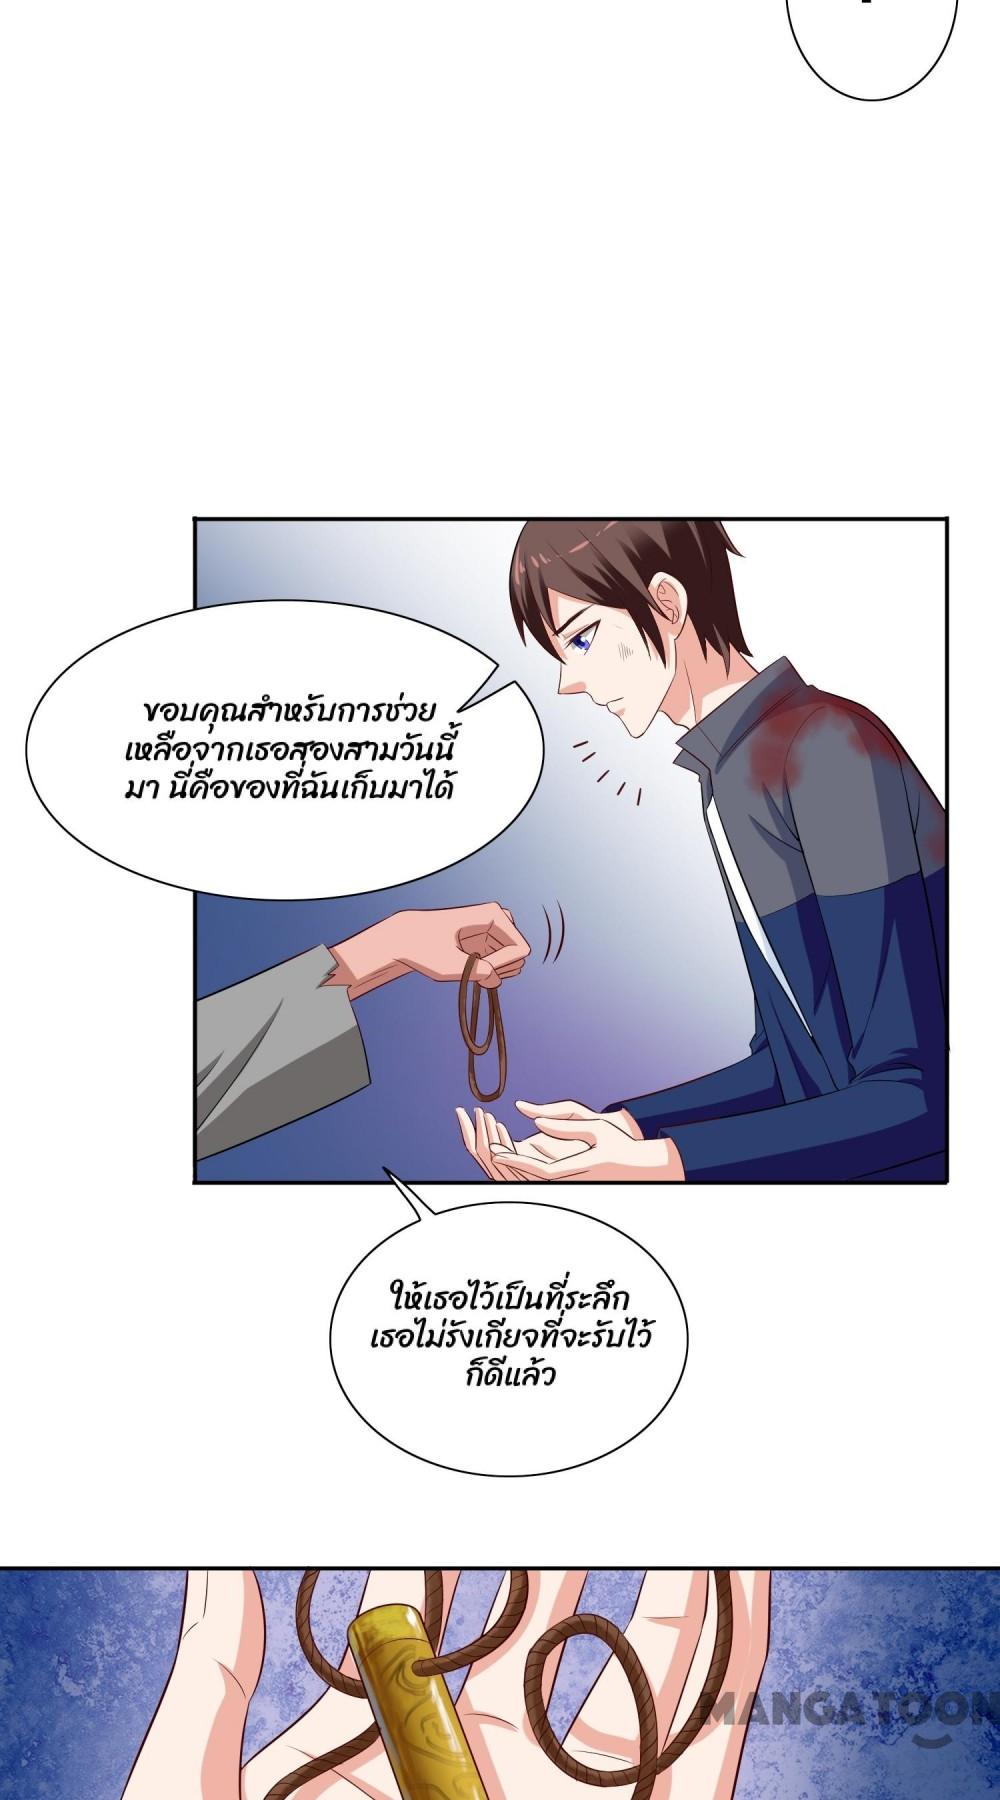 ขอบคุณสำหรับการช่วย
เหลือจากเธอสองสามวันนี้
มา นี่คือของที่ฉันเก็บมาได้
ให้เธอไว้เป็นที่ระลึก
เธอไม่รังเกียจที่จะรับไว้
ก็ดีแล้ว
MANGATOON